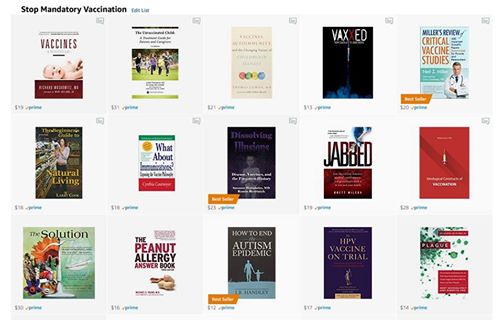 Stop Mandatory Vaccination Edit List
VACCINES
RICHARD MOSKOWITZ, MD
$19 prime
The Unvaccinated Child
A Treatment Guide for
Parents and Caregivers
$31 prime
VACCINES
AUTOIMMUNITY
and the Changing Nature of
CHILDHOOD
ILLNESS
THOMAS COWAN, MD
$21 prime
VAXXED
$15 prime
MILLER'S REVIEW
of
CRITICAL
VACCINE
STUDIES
Neil Z. Miller
Best Seller
$20 prime
The Beginner's
Guide to
Natural
Living
LARRY COOK
$18 prime
What
About
Immunizations?
Exposing the Vaccine Philosophy
Cynthia Cournoyer
$18 prime
Dissolving
Illusions
Disease, Vaccines, and
the Forgotten History
Suzanne Humphries, MD
Roman Bystrianyk
Best Seller
$23 prime
JABBED
BRETT WILCOX
$19 prime
VACCINATION
$28 prime
The Solution
$30 prime
THE
PEANUT
ALLERGY
ANSWER BOOK
$16 prime
HOW TO END
THE
AUTISM
EPIDEMIC
J.B. HANDLEY
Best Seller
$12 prime
THE
HPV
VACCINE
ON TRIAL
$17 prime
PLAGUE
$14 prime